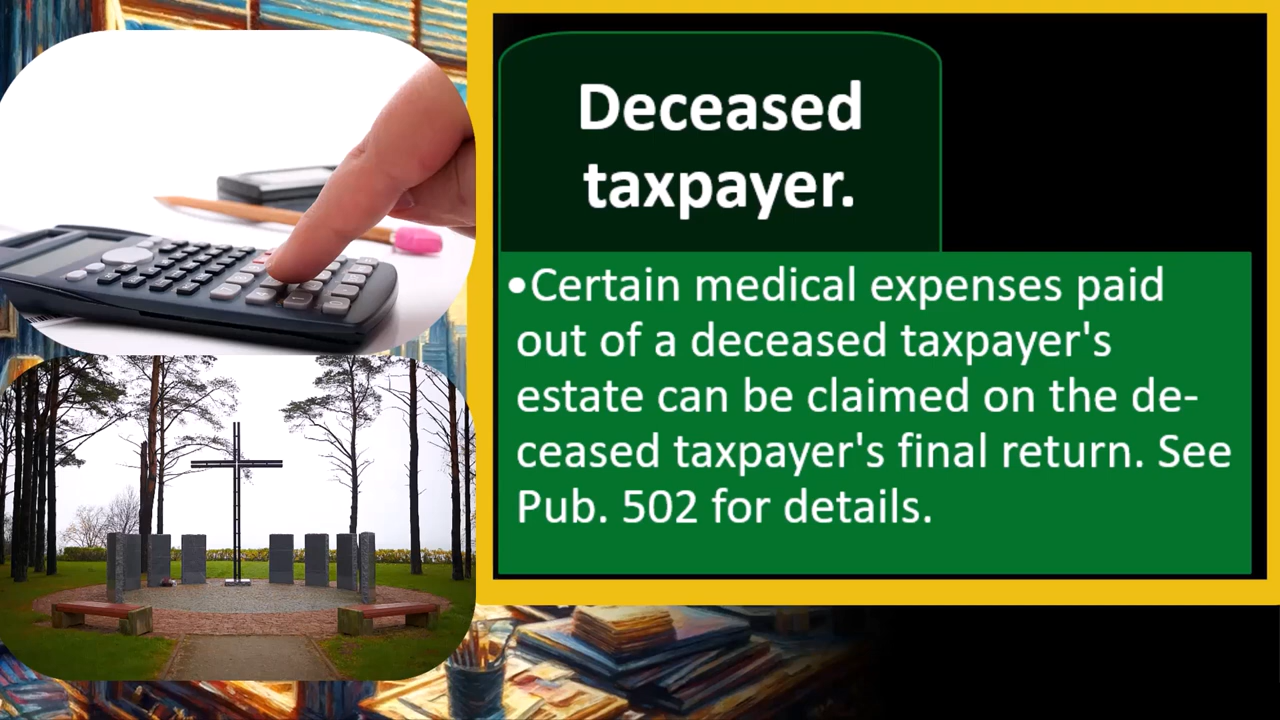 Deceased
taxpayer.
•Certain medical expenses paid
out of a deceased taxpayer's
estate can be claimed on the de-
ceased taxpayer's final return. See
Pub. 502 for details.